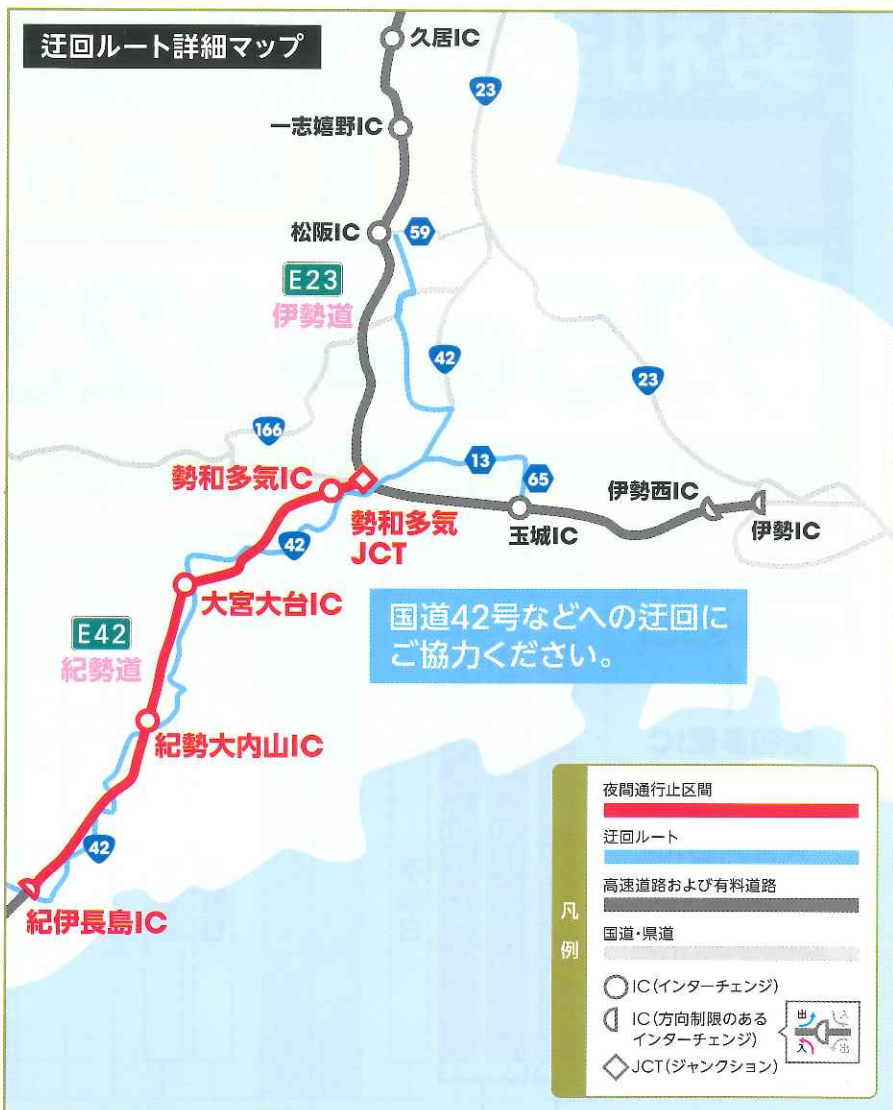 迂回ルート詳細マップ
久居IC
23
一志嬉野IC
松阪IC
59
E23
伊勢道
42
23
166
勢和多気IC
13
65
伊勢西IC
勢和多気
JCT
玉城IC
伊勢IC
42
大宮大台IC
国道42号などへの迂回に
ご協力ください。
E42
紀勢道
紀勢大内山IC
42
紀伊長島IC
凡例
夜間通行止区間
迂回ルート
高速道路および有料道路
国道・県道
IC(インターチェンジ)
IC(方向制限のある
インターチェンジ)
出 入
入 出
JCT(ジャンクション)